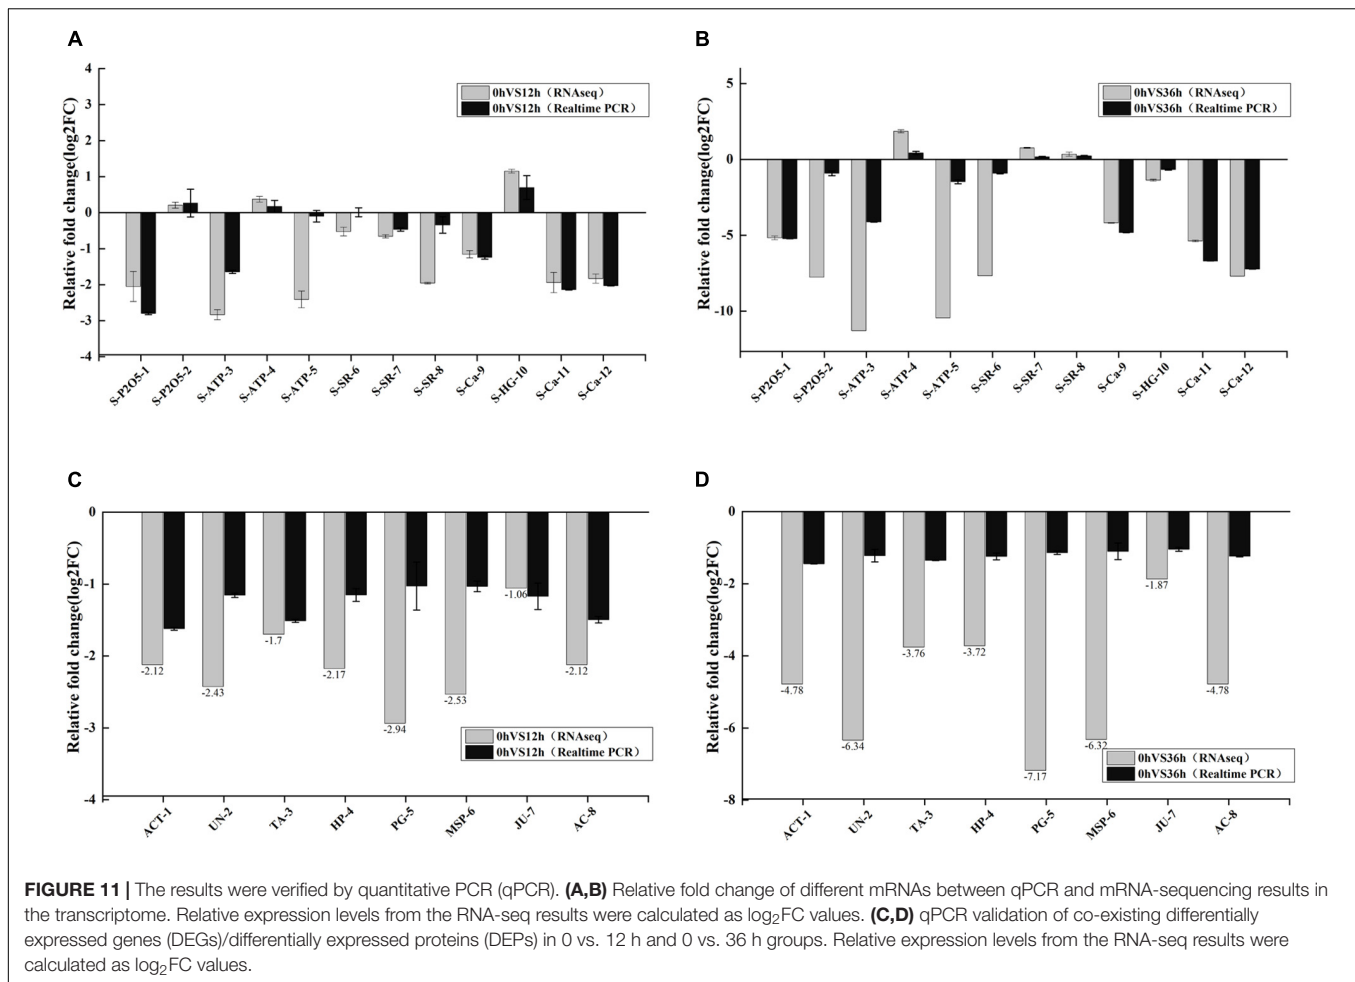 A
Relative fold change(log2FC)
4
3
2
1
0
-1
-2
-3
-4
0hVS12h（RNAseq）
0hVS12h（Realtime PCR）
S-P2O5-1
S-P2O5-2
S-ATP-3
S-ATP-4
S-ATP-5
S-SR-6
S-SR-7
S-SR-8
S-Ca-9
S-HG-10
S-Ca-11
S-Ca-12
B
Relative fold change(log2FC)
5
0
-5
-10
0hVS36h（RNAseq）
0hVS36h（Realtime PCR）
S-P2O5-1
S-P2O5-2
S-ATP-3
S-ATP-4
S-ATP-5
S-SR-6
S-SR-7
S-SR-8
S-Ca-9
S-HG-10
S-Ca-11
S-Ca-12
C
Relative fold change(log2FC)
0
-1
-2
-3
-4
-2.12
-2.43
-1.7
-2.17
-2.94
-2.53
-1.06
-2.12
0hVS12h（RNAseq）
0hVS12h（Realtime PCR）
ACT-1
UN-2
TA-3
HP-4
PG-5
MSP-6
JU-7
AC-8
D
Relative fold change(log2FC)
0
-2
-4
-6
-8
-4.78
-6.34
-3.76
-3.72
-7.17
-6.32
-1.87
-4.78
0hVS36h（RNAseq）
0hVS36h（Realtime PCR）
ACT-1
UN-2
TA-3
HP-4
PG-5
MSP-6
JU-7
AC-8
FIGURE 11 | The results were verified by quantitative PCR (qPCR). (A,B) Relative fold change of different mRNAs between qPCR and mRNA-sequencing results in
the transcriptome. Relative expression levels from the RNA-seq results were calculated as log2FC values. (C,D) qPCR validation of co-existing differentially
expressed genes (DEGs)/differentially expressed proteins (DEPs) in 0 vs. 12 h and 0 vs. 36 h groups. Relative expression levels from the RNA-seq results were
calculated as log2FC values.